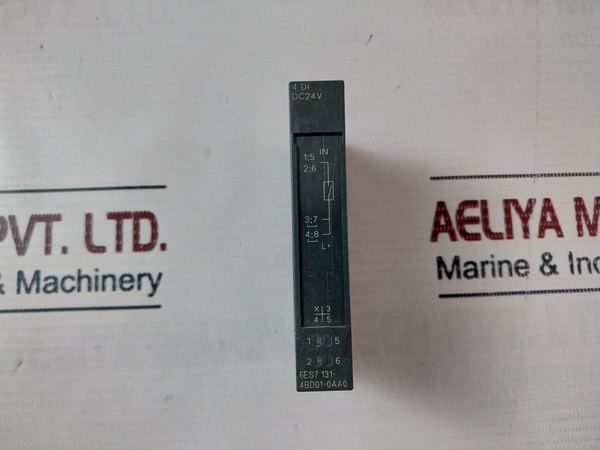 4 DI
DC24V
IN
1;5
2;6
3;7
4;8
L+
X 3
4 5
1 5
2 6
6ES7 131-
4BD01-0AA0
PVT. LTD.
& Machinery
AELIYA M
Marine & Ind